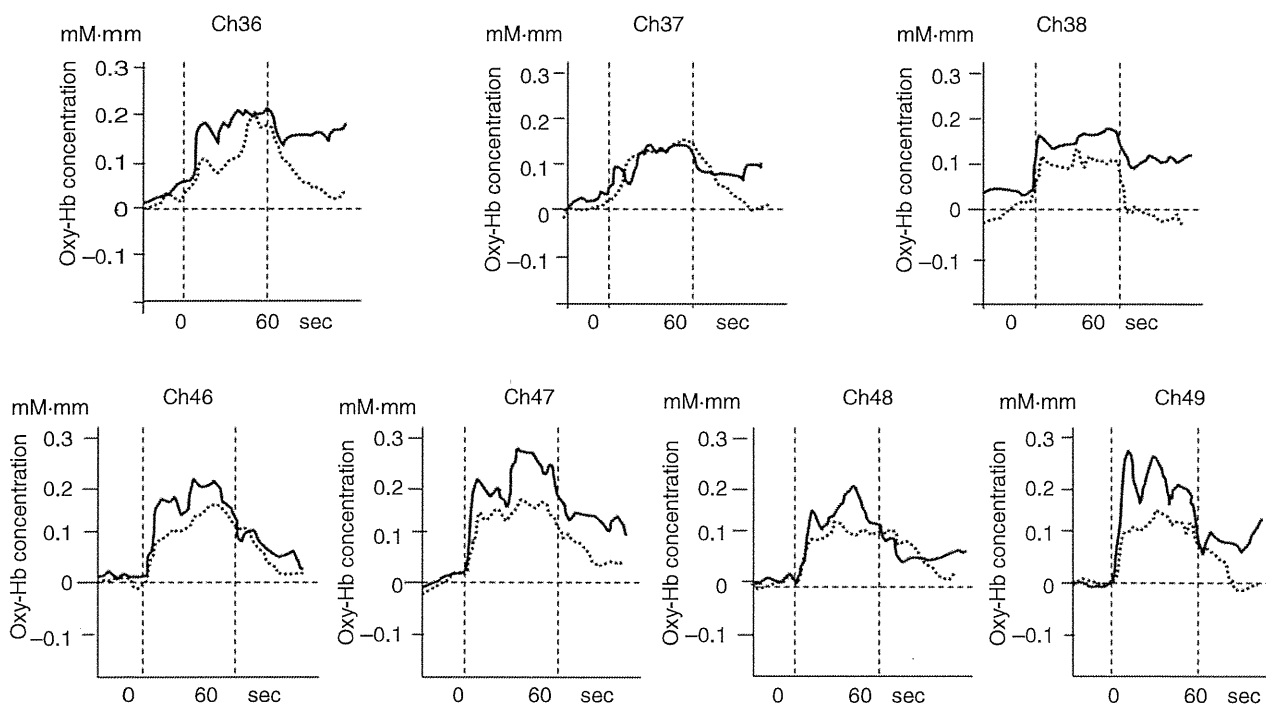 Ch36
mM·mm
Oxy-Hb concentration
0.3
0.2
0.1
0
−0.1
0 60 sec
Ch37
mM·mm
Oxy-Hb concentration
0.3
0.2
0.1
0
−0.1
0 60 sec
Ch38
mM·mm
Oxy-Hb concentration
0.3
0.2
0.1
0
−0.1
0 60 sec
Ch46
mM·mm
Oxy-Hb concentration
0.3
0.2
0.1
0
−0.1
0 60 sec
Ch47
mM·mm
Oxy-Hb concentration
0.3
0.2
0.1
0
−0.1
0 60 sec
Ch48
mM·mm
Oxy-Hb concentration
0.3
0.2
0.1
0
−0.1
0 60 sec
Ch49
mM·mm
Oxy-Hb concentration
0.3
0.2
0.1
0
−0.1
0 60 sec